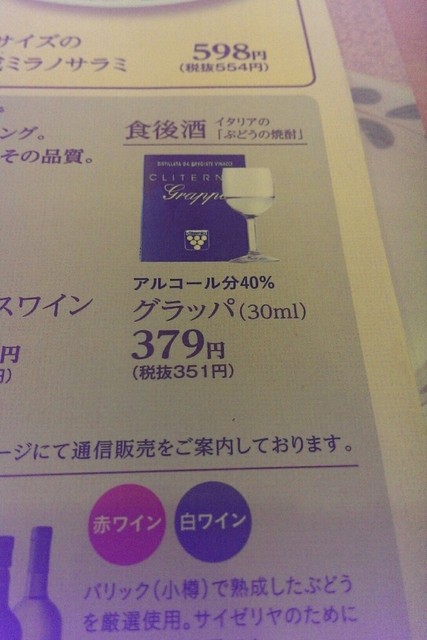 サイズの
ミラノサラミ
598円
(税抜554円)
ング。
その品質。
食後酒
イタリアの
「ぶどうの焼酎」
DISTILLATO DA SPECIALI VINACCE
CLITERN
Grappa
アルコール分40%
グラッパ(30ml)
379円
(税抜351円)
スワイン
円
円)
ージにて通信販売をご案内しております。
赤ワイン
白ワイン
バリック(小樽)で熟成したぶどう
を厳選使用。サイゼリヤのために